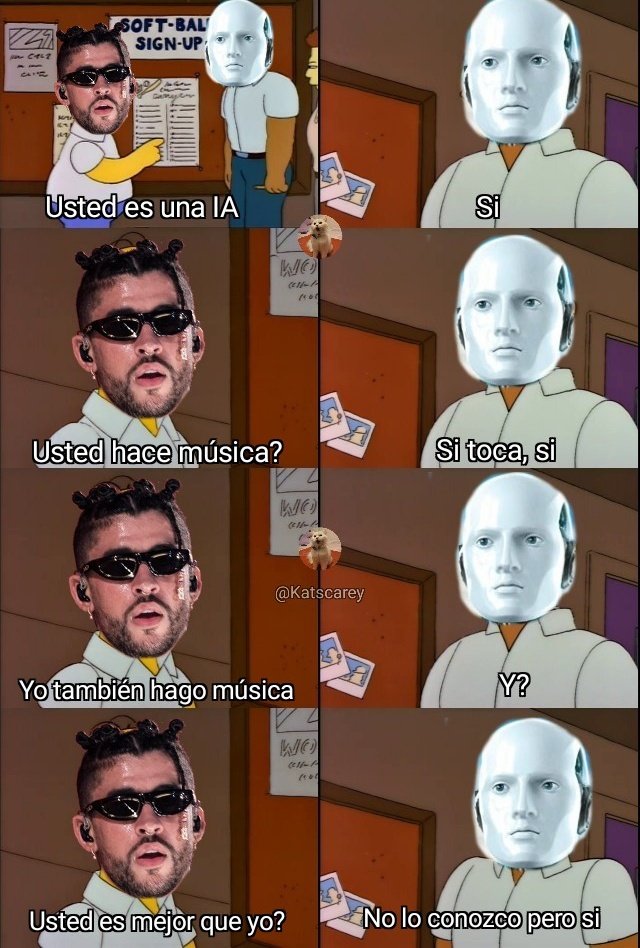 SOFT-BAL
SIGN-UP
Usted es una IA
Si
Usted hace música?
Si toca, si
@Katscarey
Yo también hago música
Y?
Usted es mejor que yo?
No lo conozco pero si